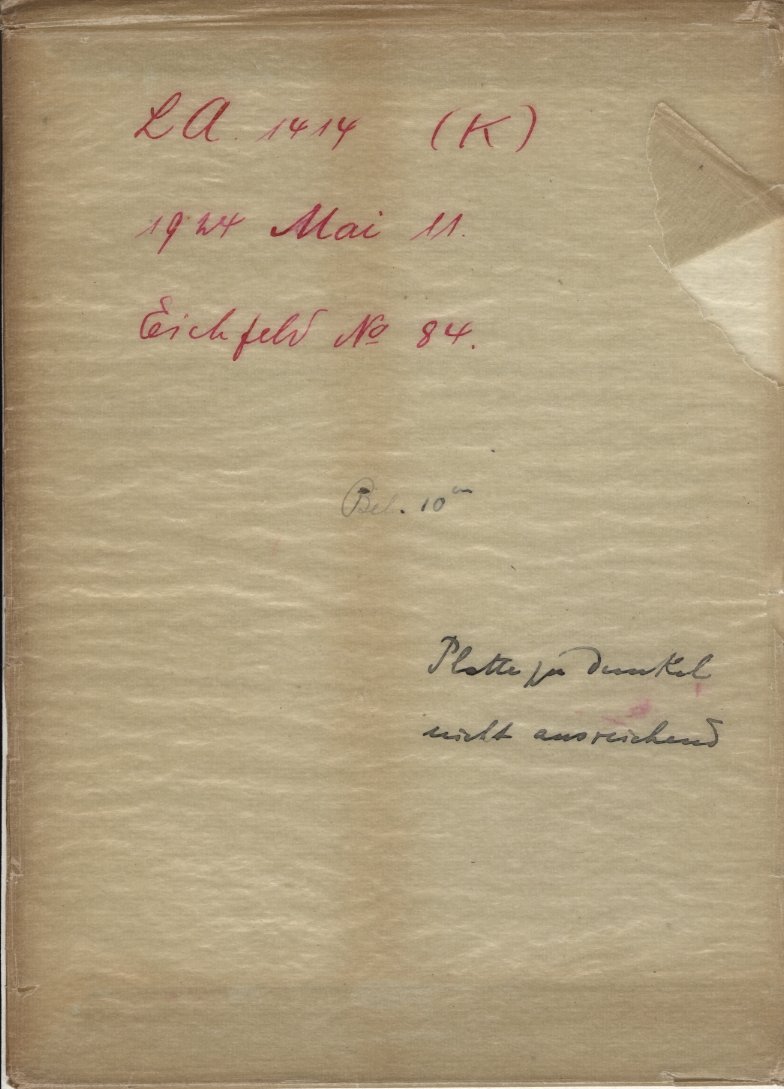 LA. 1414 (K)
1924 Mai 11.
Eichfeld No 84.
Bel. 10m
Platte zu dunkel
nicht ausreichend